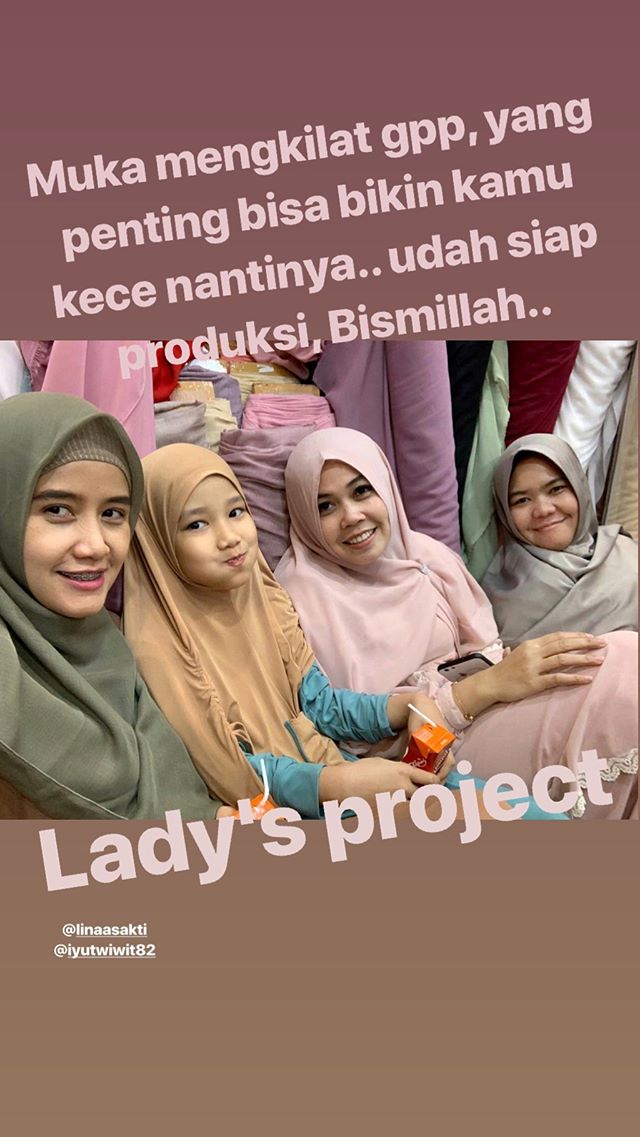 Muka mengkilat gpp, yang
penting bisa bikin kamu
kece nantinya.. udah siap
produksi, Bismillah..
Lady's project
@linaasakti
@iyutwiwit82